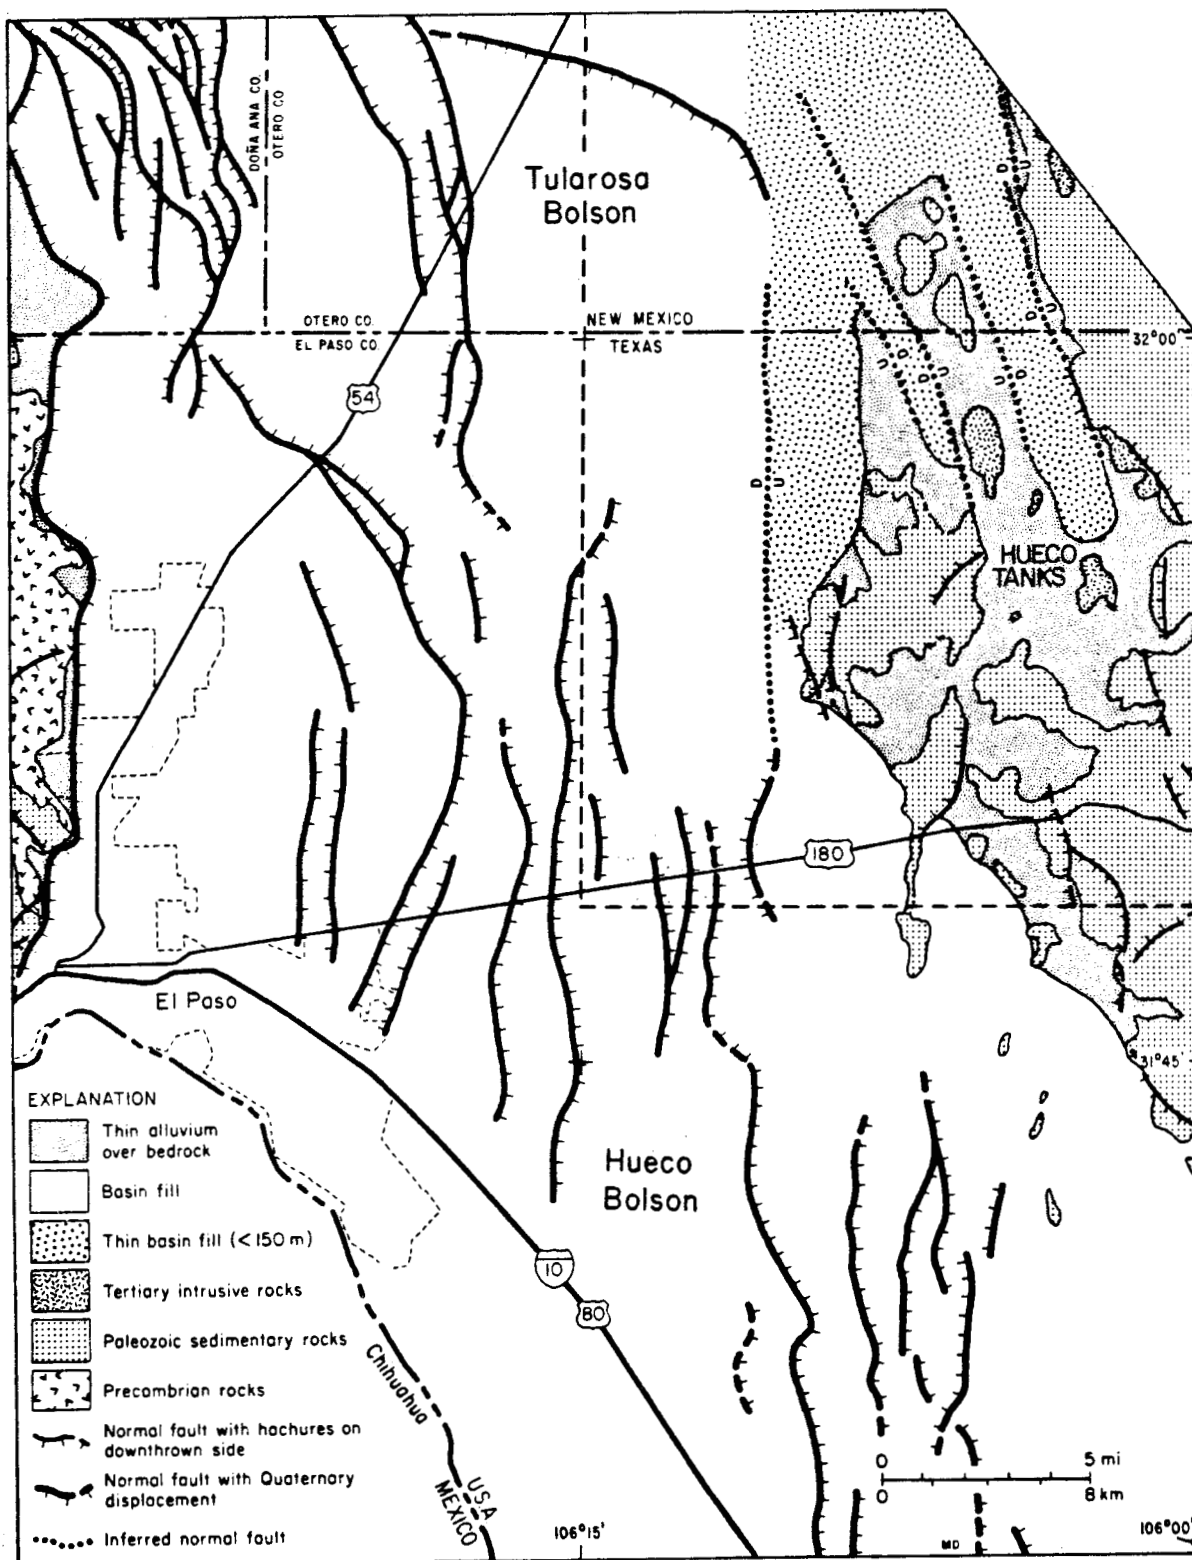 DOÑA ANA CO.
OTERO CO.
Tularosa
Bolson
D
U
D
U
OTERO CO.
EL PASO CO.
NEW MEXICO
TEXAS
32°00'
D
U
U
D
U
D
U
D
U
D
54
D
U
HUECO
TANKS
180
El Paso
31°45'
EXPLANATION
Thin alluvium
over bedrock
Basin fill
Thin basin fill (<150 m)
Tertiary intrusive rocks
Paleozoic sedimentary rocks
Precambrian rocks
Normal fault with hachures on
downthrown side
Normal fault with Quaternary
displacement
Inferred normal fault
Hueco
Bolson
10
80
Chihuahua
U.S.A
MEXICO
0 5 mi
0 8 km
106°15'
MD
106°00'